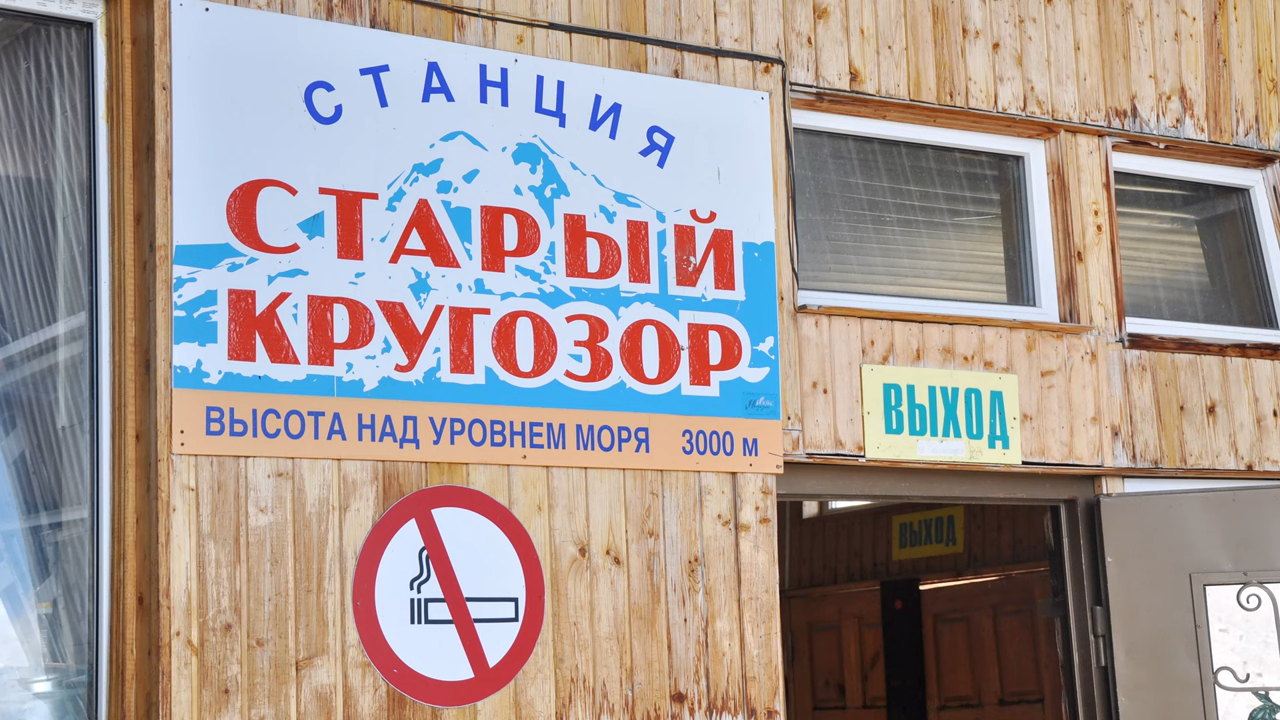 СТАНЦИЯ
СТАРЫЙ
КРУГОЗОР
ВЫСОТА НАД УРОВНЕМ МОРЯ 3000 м
ВЫХОД
ВЫХОД